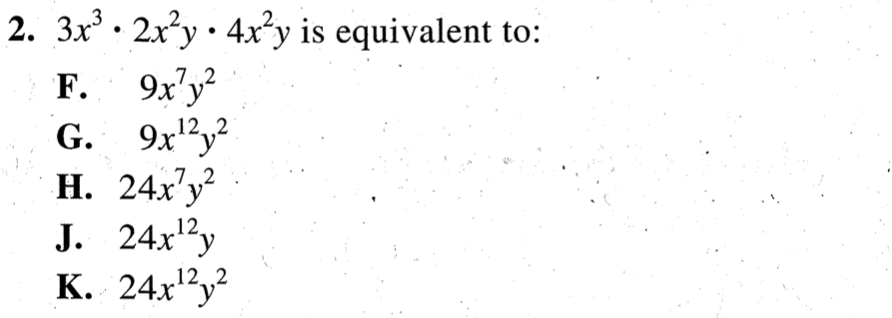 2. 3x³ · 2x²y · 4x²y is equivalent to:
F. 9x⁷y²
G. 9x¹²y²
H. 24x⁷y²
J. 24x¹²y
K. 24x¹²y²